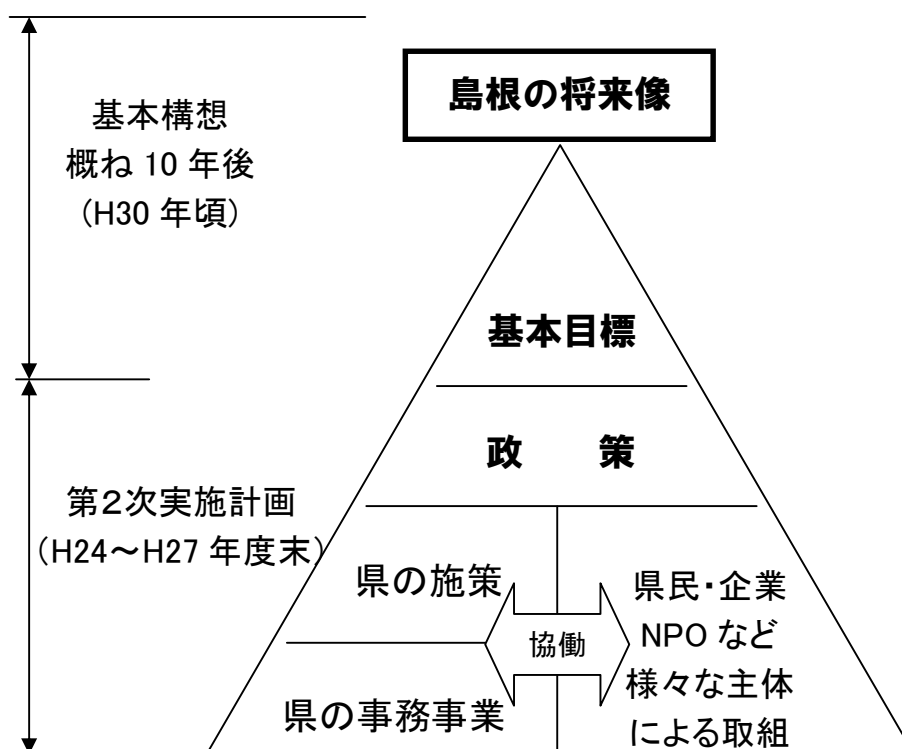 島根の将来像
基本構想
概ね 10 年後
(H30 年頃)
基本目標
政　　策
第2次実施計画
(H24～H27 年度末)
県の施策
協働
県の事務事業
県民・企業
NPO など
様々な主体
による取組